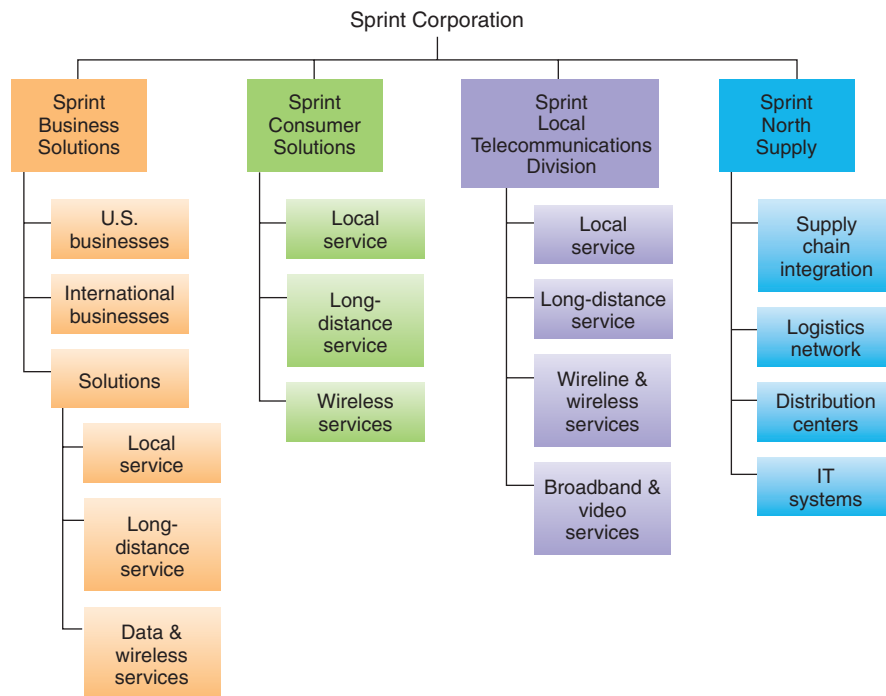 Sprint Corporation
Sprint
Business
Solutions
U.S.
businesses
International
businesses
Solutions
Local
service
Long-
distance
service
Data &
wireless
services
Sprint
Consumer
Solutions
Local
service
Long-
distance
service
Wireless
services
Sprint
Local
Telecommunications
Division
Local
service
Long-distance
service
Wireline &
wireless
services
Broadband &
video
services
Sprint
North
Supply
Supply
chain
integration
Logistics
network
Distribution
centers
IT
systems